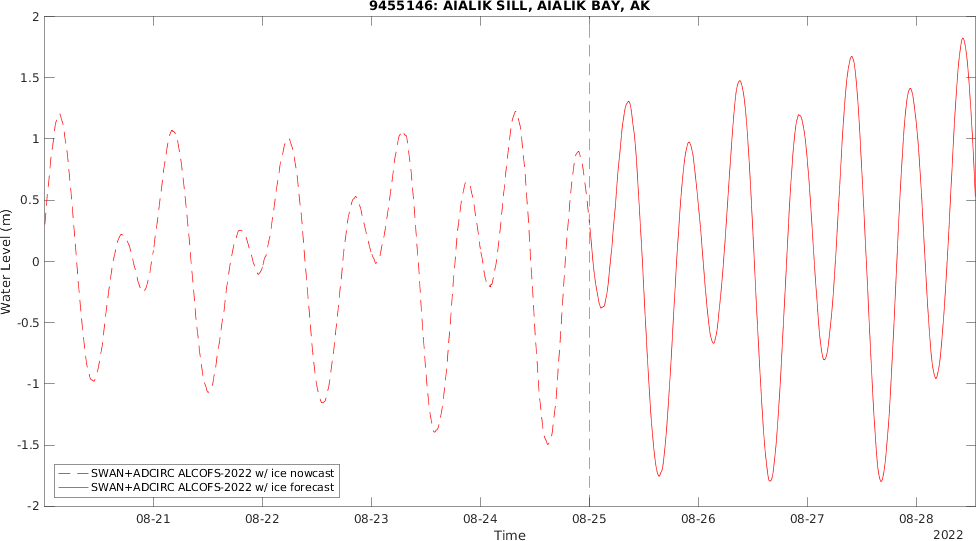 9455146: AIALIK SILL, AIALIK BAY, AK
2
1.5
1
0.5
0
-0.5
-1
-1.5
-2
Water Level (m)
SWAN+ADCIRC ALCOFS-2022 w/ ice nowcast
SWAN+ADCIRC ALCOFS-2022 w/ ice forecast
08-21 08-22 08-23 08-24 08-25 08-26 08-27 08-28
Time
2022